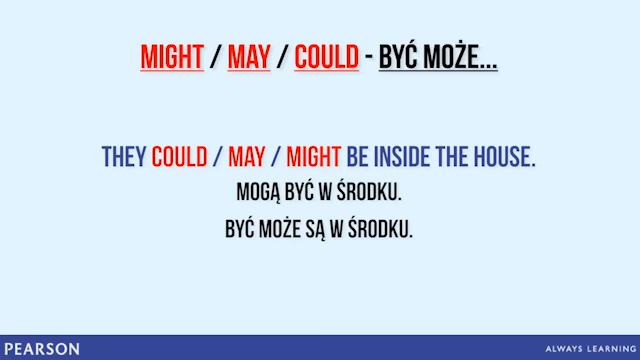 MIGHT / MAY / COULD - BYĆ MOŻE...
THEY COULD / MAY / MIGHT BE INSIDE THE HOUSE.
MOGĄ BYĆ W ŚRODKU.
BYĆ MOŻE SĄ W ŚRODKU.
PEARSON ALWAYS LEARNING